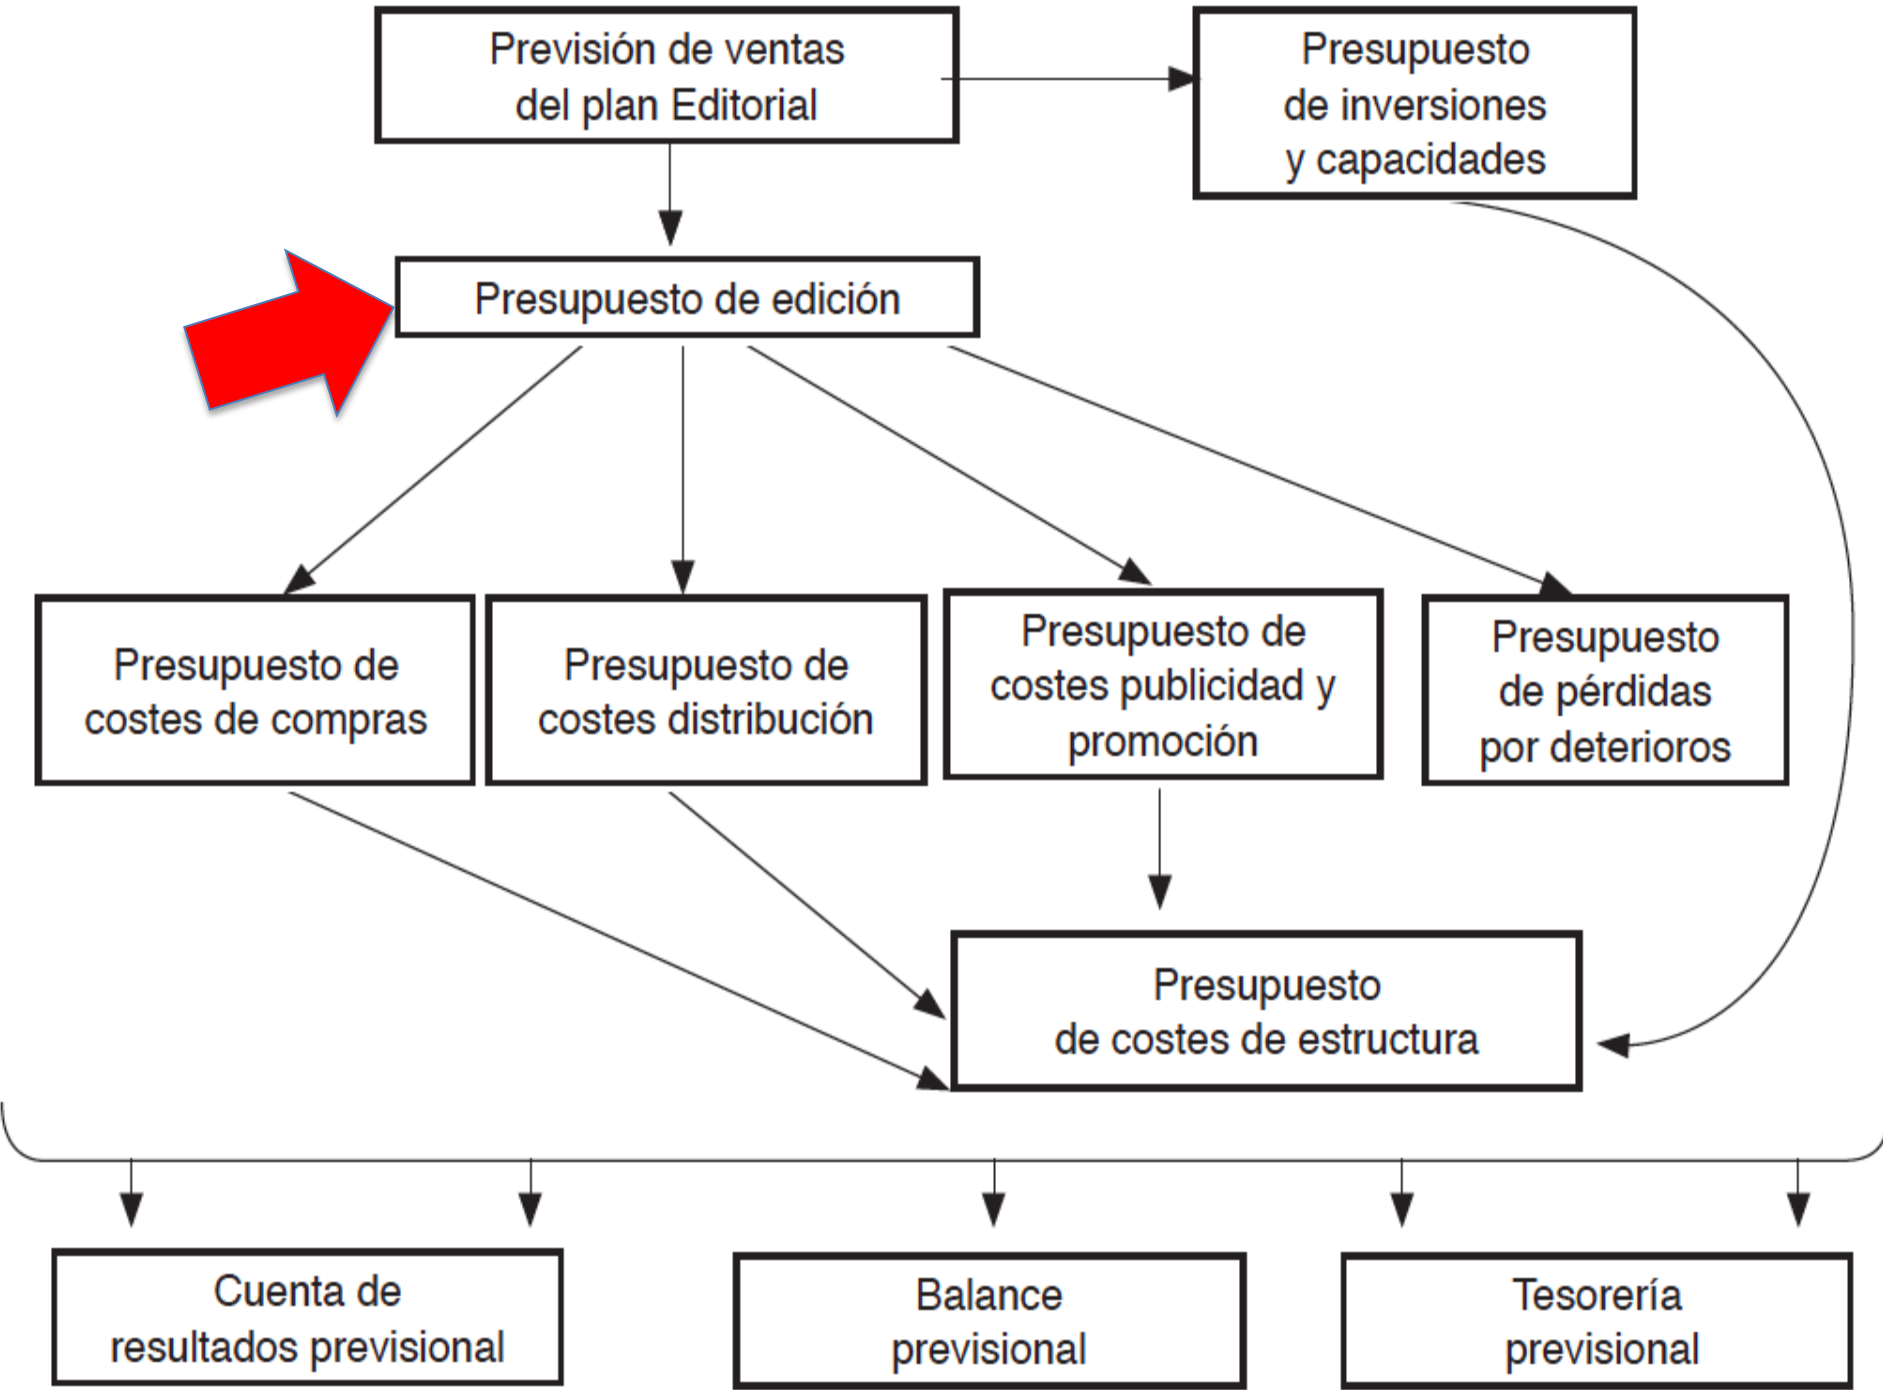 Previsión de ventas
del plan Editorial
Presupuesto
de inversiones
y capacidades
Presupuesto de edición
Presupuesto de
costes de compras
Presupuesto de
costes distribución
Presupuesto de
costes publicidad y
promoción
Presupuesto
de pérdidas
por deterioros
Presupuesto
de costes de estructura
Cuenta de
resultados previsional
Balance
previsional
Tesorería
previsional